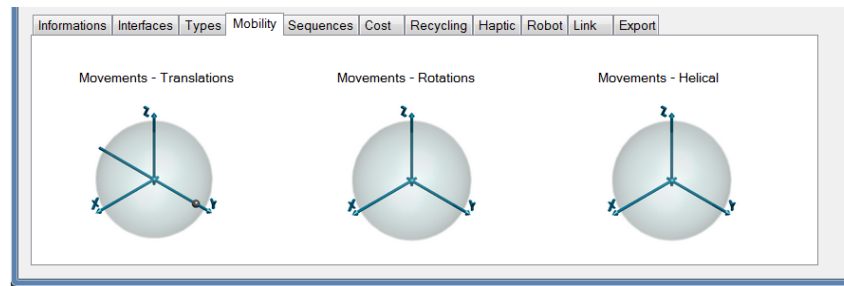 Informations Interfaces Types Mobility Sequences Cost Recycling Haptic Robot Link Export
Movements - Translations Movements - Rotations Movements - Helical
Z Z Z
X Y X Y X Y